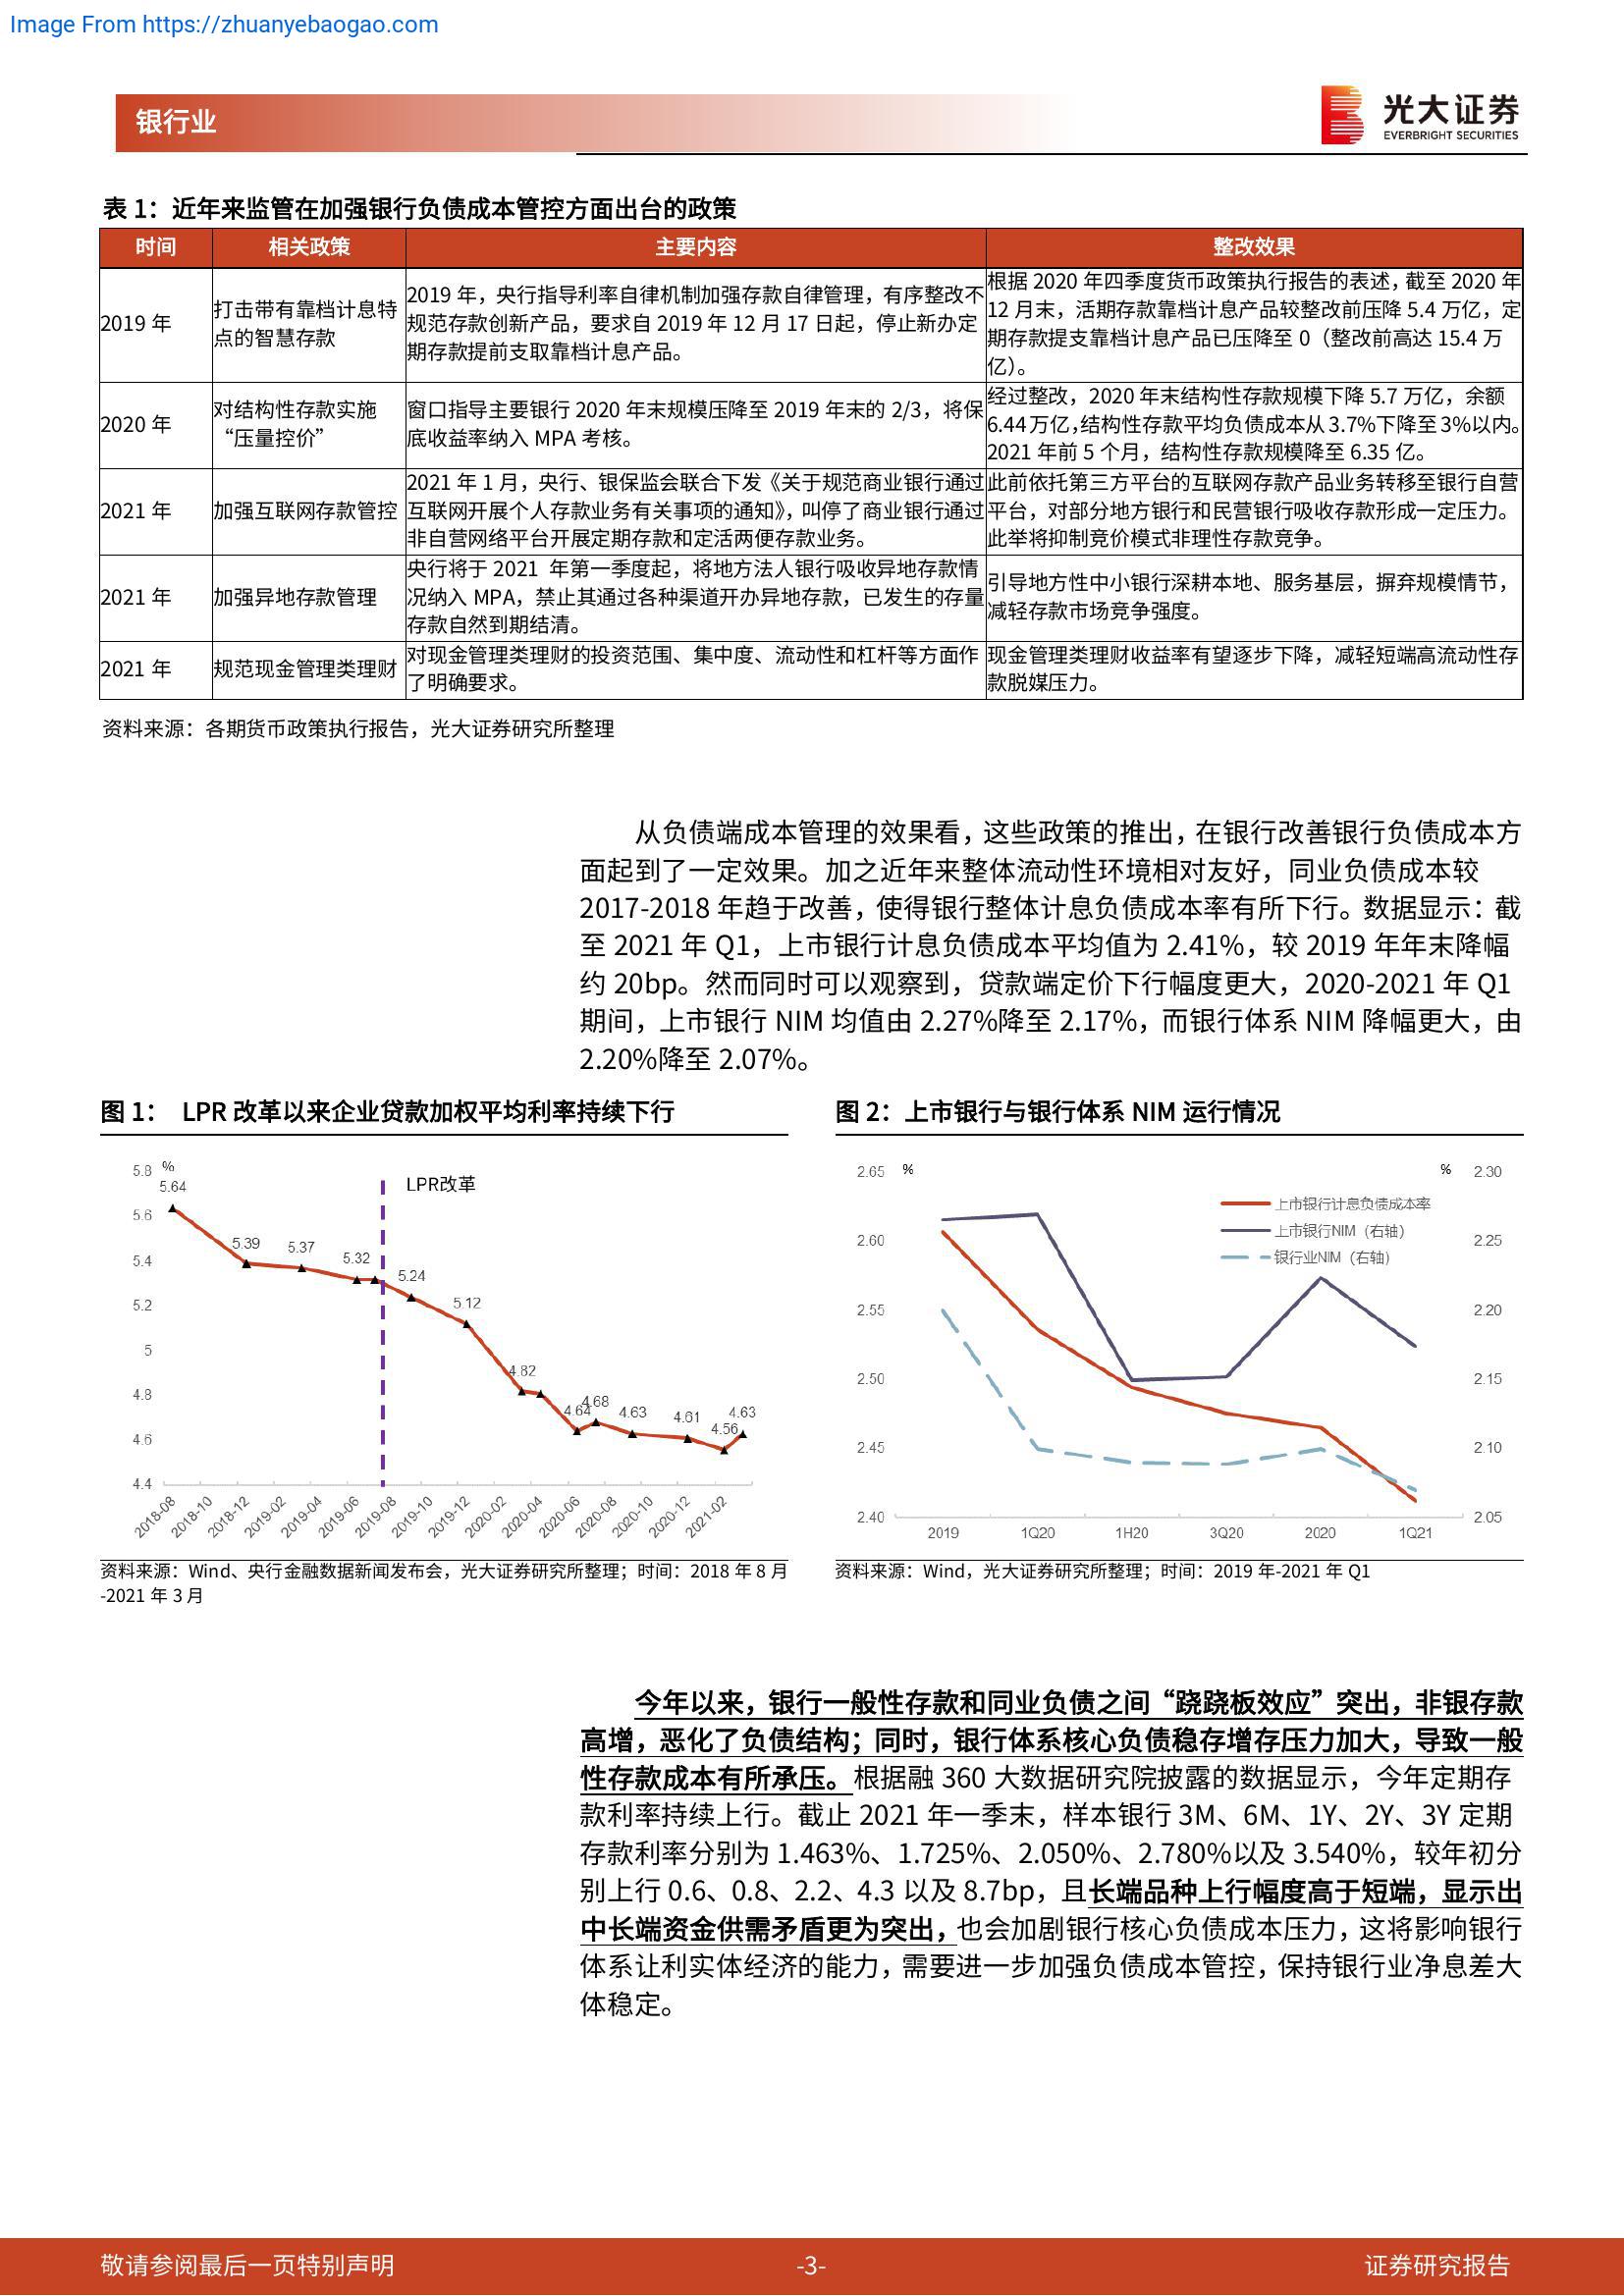 Image From https://zhuanyebaogao.com
银行业
光大证券
EVERBRIGHT SECURITIES
表 1：近年来监管在加强银行负债成本管控方面出台的政策
时间 相关政策 主要内容 整改效果
2019 年
打击带有靠档计息特
点的智慧存款
2019 年，央行指导利率自律机制加强存款自律管理，有序整改不
规范存款创新产品，要求自 2019 年 12 月 17 日起，停止新办定
期存款提前支取靠档计息产品。
根据 2020 年四季度货币政策执行报告的表述，截至 2020 年
12 月末，活期存款靠档计息产品较整改前压降 5.4 万亿，定
期存款提支靠档计息产品已压降至 0（整改前高达 15.4 万
亿）。
2020 年
对结构性存款实施
“压量控价”
窗口指导主要银行 2020 年末规模压降至 2019 年末的 2/3，将保
底收益率纳入 MPA 考核。
经过整改，2020 年末结构性存款规模下降 5.7 万亿，余额
6.44万亿，结构性存款平均负债成本从3.7%下降至3%以内。
2021 年前 5 个月，结构性存款规模降至 6.35 亿。
2021 年
加强互联网存款管控
2021 年 1 月，央行、银保监会联合下发《关于规范商业银行通过
互联网开展个人存款业务有关事项的通知》，叫停了商业银行通过
非自营网络平台开展定期存款和定活两便存款业务。
此前依托第三方平台的互联网存款产品业务转移至银行自营
平台，对部分地方银行和民营银行吸收存款形成一定压力。
此举将抑制竞价模式非理性存款竞争。
2021 年
加强异地存款管理
央行将于 2021 年第一季度起，将地方法人银行吸收异地存款情
况纳入 MPA，禁止其通过各种渠道开办异地存款，已发生的存量
存款自然到期结清。
引导地方性中小银行深耕本地、服务基层，摒弃规模情节，
减轻存款市场竞争强度。
2021 年
规范现金管理类理财
对现金管理类理财的投资范围、集中度、流动性和杠杆等方面作
了明确要求。
现金管理类理财收益率有望逐步下降，减轻短端高流动性存
款脱媒压力。
资料来源：各期货币政策执行报告，光大证券研究所整理
从负债端成本管理的效果看，这些政策的推出，在银行改善银行负债成本方
面起到了一定效果。加之近年来整体流动性环境相对友好，同业负债成本较
2017-2018 年趋于改善，使得银行整体计息负债成本率有所下行。数据显示：截
至 2021 年 Q1，上市银行计息负债成本平均值为 2.41%，较 2019 年年末降幅
约 20bp。然而同时可以观察到，贷款端定价下行幅度更大，2020-2021 年 Q1
期间，上市银行 NIM 均值由 2.27%降至 2.17%，而银行体系 NIM 降幅更大，由
2.20%降至 2.07%。
图 1： LPR 改革以来企业贷款加权平均利率持续下行
5.8
5.6
5.4
5.2
5
4.8
4.6
4.4
%
LPR改革
5.64
5.39
5.37
5.32
5.24
5.12
4.82
4.64
4.68
4.63
4.61
4.56
4.63
2018-08
2018-10
2018-12
2019-02
2019-04
2019-06
2019-08
2019-10
2019-12
2020-02
2020-04
2020-06
2020-08
2020-10
2020-12
2021-02
资料来源：Wind、央行金融数据新闻发布会，光大证券研究所整理；时间：2018 年 8 月
-2021 年 3 月
图 2：上市银行与银行体系 NIM 运行情况
2.65
2.60
2.55
2.50
2.45
2.40
%
%
2.30
2.25
2.20
2.15
2.10
2.05
上市银行计息负债成本率
上市银行NIM（右轴）
银行业NIM（右轴）
2019 1Q20 1H20 3Q20 2020 1Q21
资料来源：Wind，光大证券研究所整理；时间：2019 年-2021 年 Q1
今年以来，银行一般性存款和同业负债之间“跷跷板效应”突出，非银存款
高增，恶化了负债结构；同时，银行体系核心负债稳存增存压力加大，导致一般
性存款成本有所承压。根据融 360 大数据研究院披露的数据显示，今年定期存
款利率持续上行。截止 2021 年一季末，样本银行 3M、6M、1Y、2Y、3Y 定期
存款利率分别为 1.463%、1.725%、2.050%、2.780%以及 3.540%，较年初分
别上行 0.6、0.8、2.2、4.3 以及 8.7bp，且长端品种上行幅度高于短端，显示出
中长端资金供需矛盾更为突出，也会加剧银行核心负债成本压力，这将影响银行
体系让利实体经济的能力，需要进一步加强负债成本管控，保持银行业净息差大
体稳定。
敬请参阅最后一页特别声明
-3-
证券研究报告